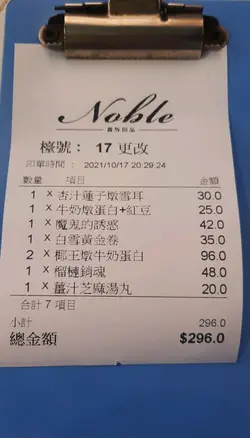 Noble
檯號： 17 更改
印單時間： 2021/10/17 20:29:24
數量 項目 金額
1 x 杏汁蓮子燉雪耳 30.0
1 x 牛奶燉蛋白+紅豆 25.0
1 x 魔鬼的誘惑 42.0
1 x 白雪黃金卷 35.0
2 x 椰王燉牛奶蛋白 96.0
1 x 榴槤銷魂 48.0
1 x 薑汁芝麻湯丸 20.0
合計 7 項目
小計 296.0
總金額 $296.0